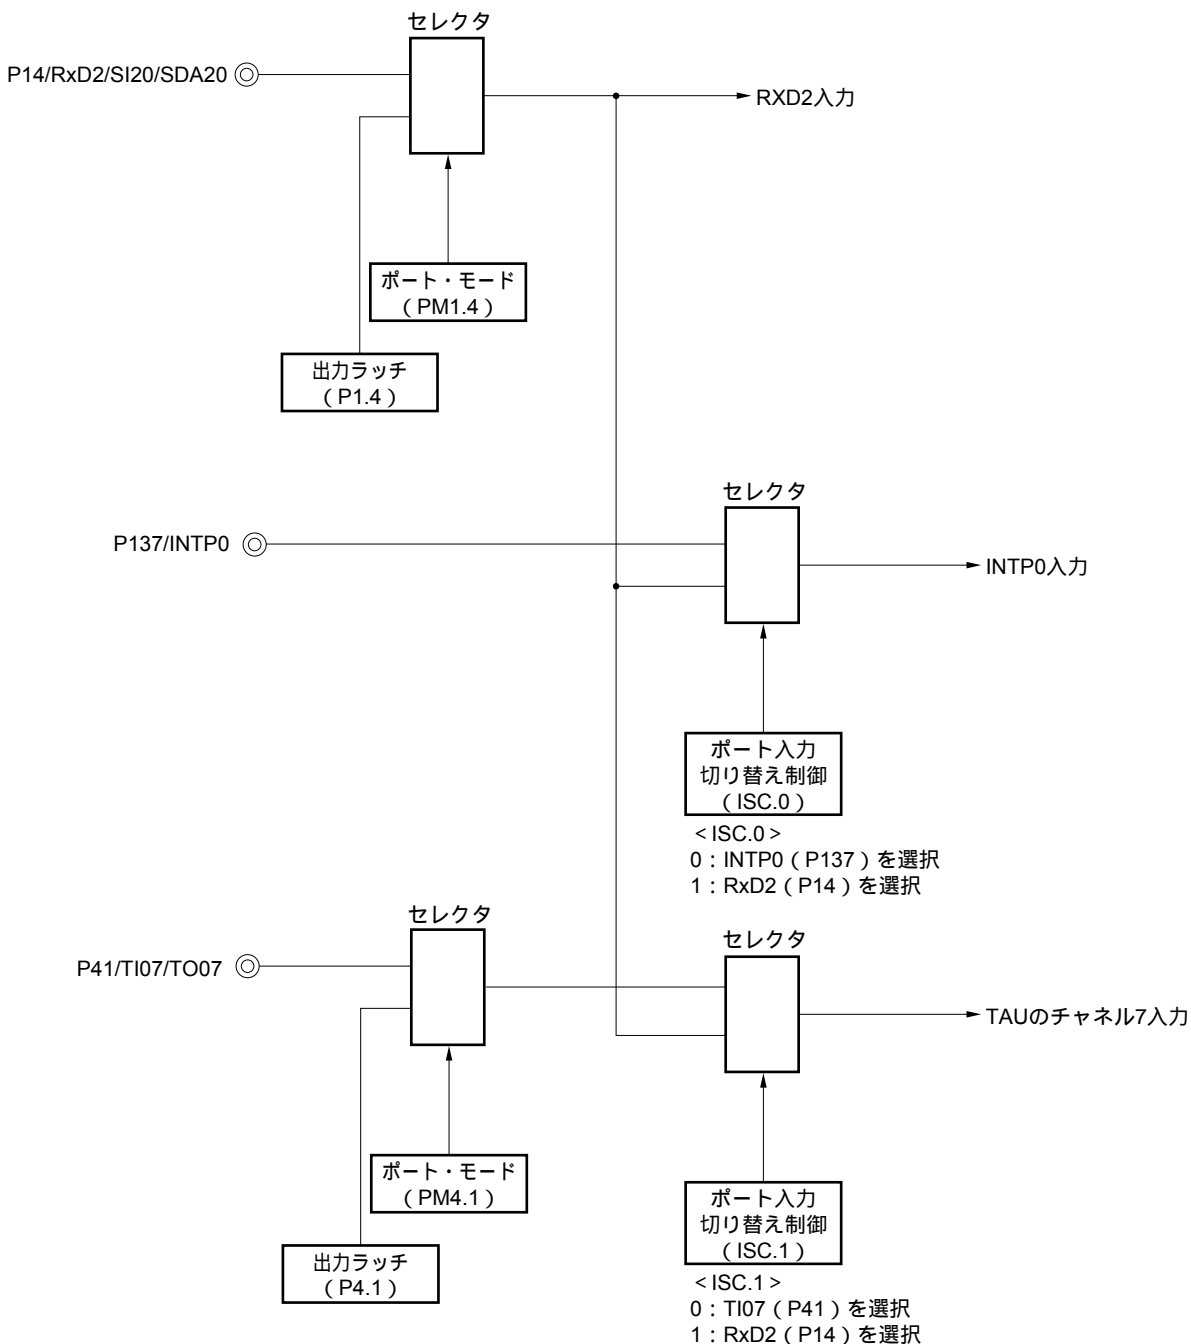 セレクタ
P14/RxD2/SI20/SDA20
RXD2入力
ポート・モード
(PM1.4)
出力ラッチ
(P1.4)
セレクタ
P137/INTP0
INTP0入力
ポート入力
切り替え制御
(ISC.0)
<ISC.0>
0:INTP0(P137)を選択
1:RxD2(P14)を選択
セレクタ
セレクタ
P41/TI07/TO07
TAUのチャネル7入力
ポート・モード
(PM4.1)
ポート入力
切り替え制御
(ISC.1)
出力ラッチ
(P4.1)
<ISC.1>
0:TI07(P41)を選択
1:RxD2(P14)を選択